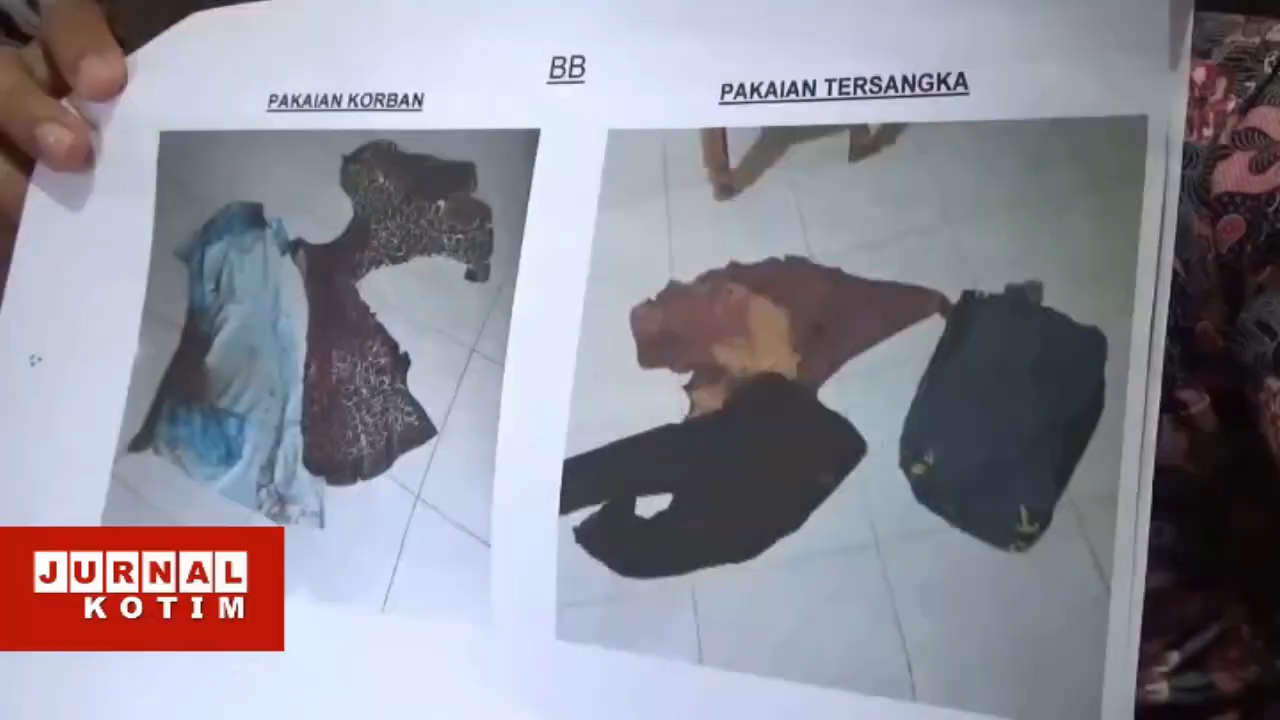 BB
PAKAIAN KORBAN
PAKAIAN TERSANGKA
JURNAL
KOTIM